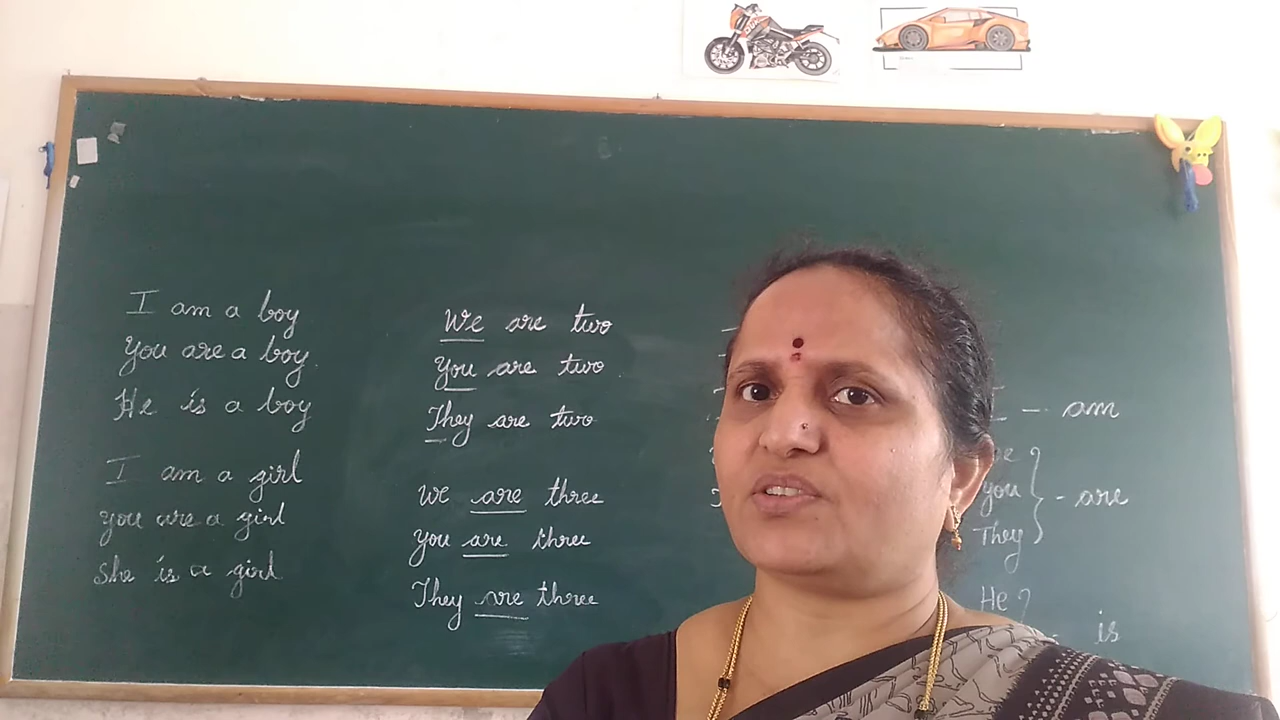 I am a boy
You are a boy.
He is a boy
I am a girl
you are a girl
She is a girl
We are two
You are two.
They are two
We are three
you are three
They are three
I - am
you
They
- are
He
is